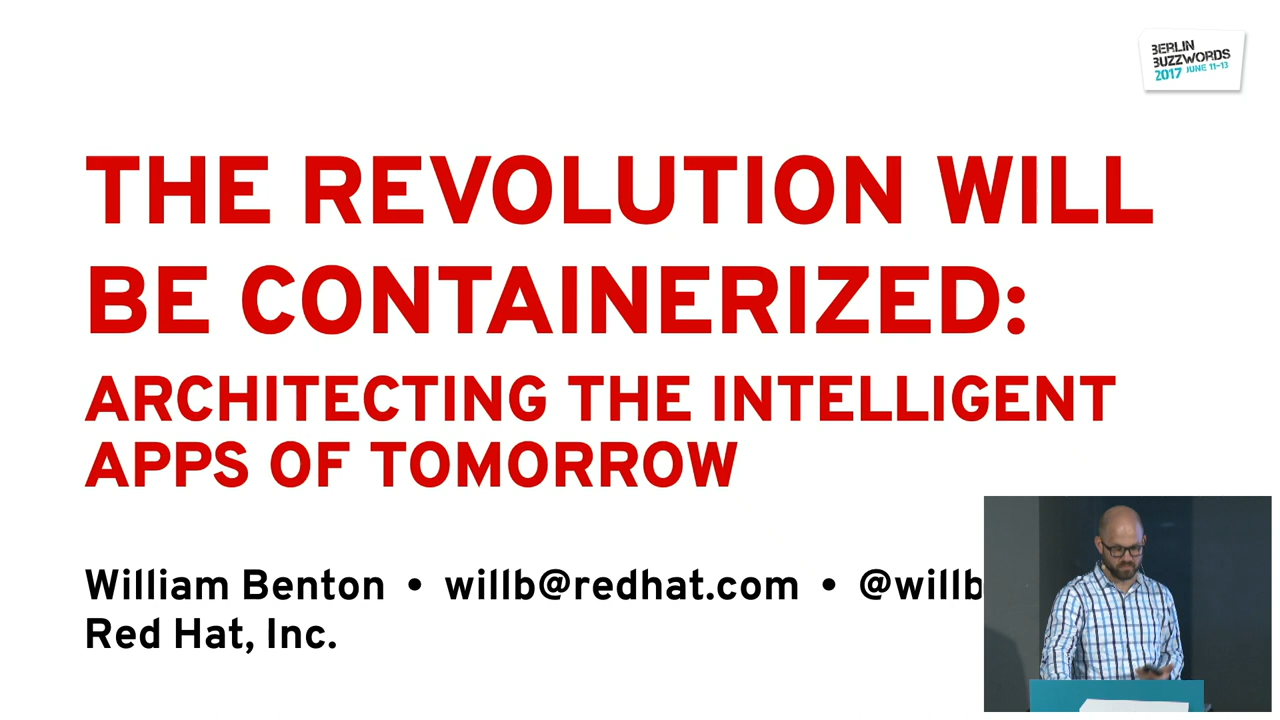 BERLIN
BUZZWORDS
2017 JUNE 11-13
THE REVOLUTION WILL
BE CONTAINERIZED:
ARCHITECTING THE INTELLIGENT
APPS OF TOMORROW
William Benton • willb@redhat.com • @willb
Red Hat, Inc.